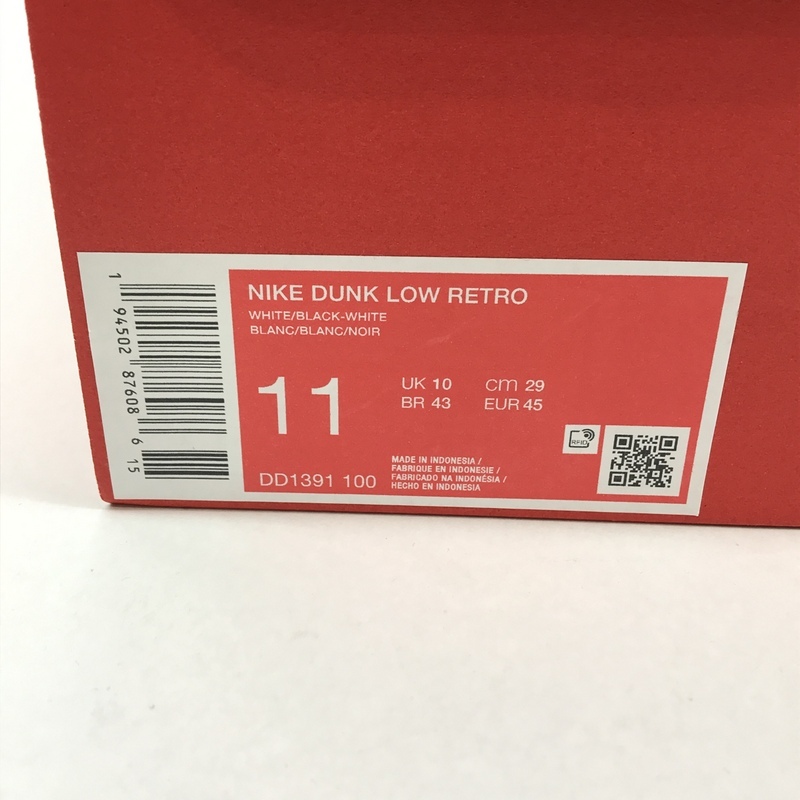 NIKE DUNK LOW RETRO
WHITE/BLACK-WHITE
BLANC/BLANC/NOIR
11
UK 10 cm 29
BR 43 EUR 45
DD1391 100
MADE IN INDONESIA /
FABRIQUE EN INDONESIE /
FABRICADO NA INDONÉSIA /
HECHO EN INDONESIA
RFID
1 94502 87608 6 15